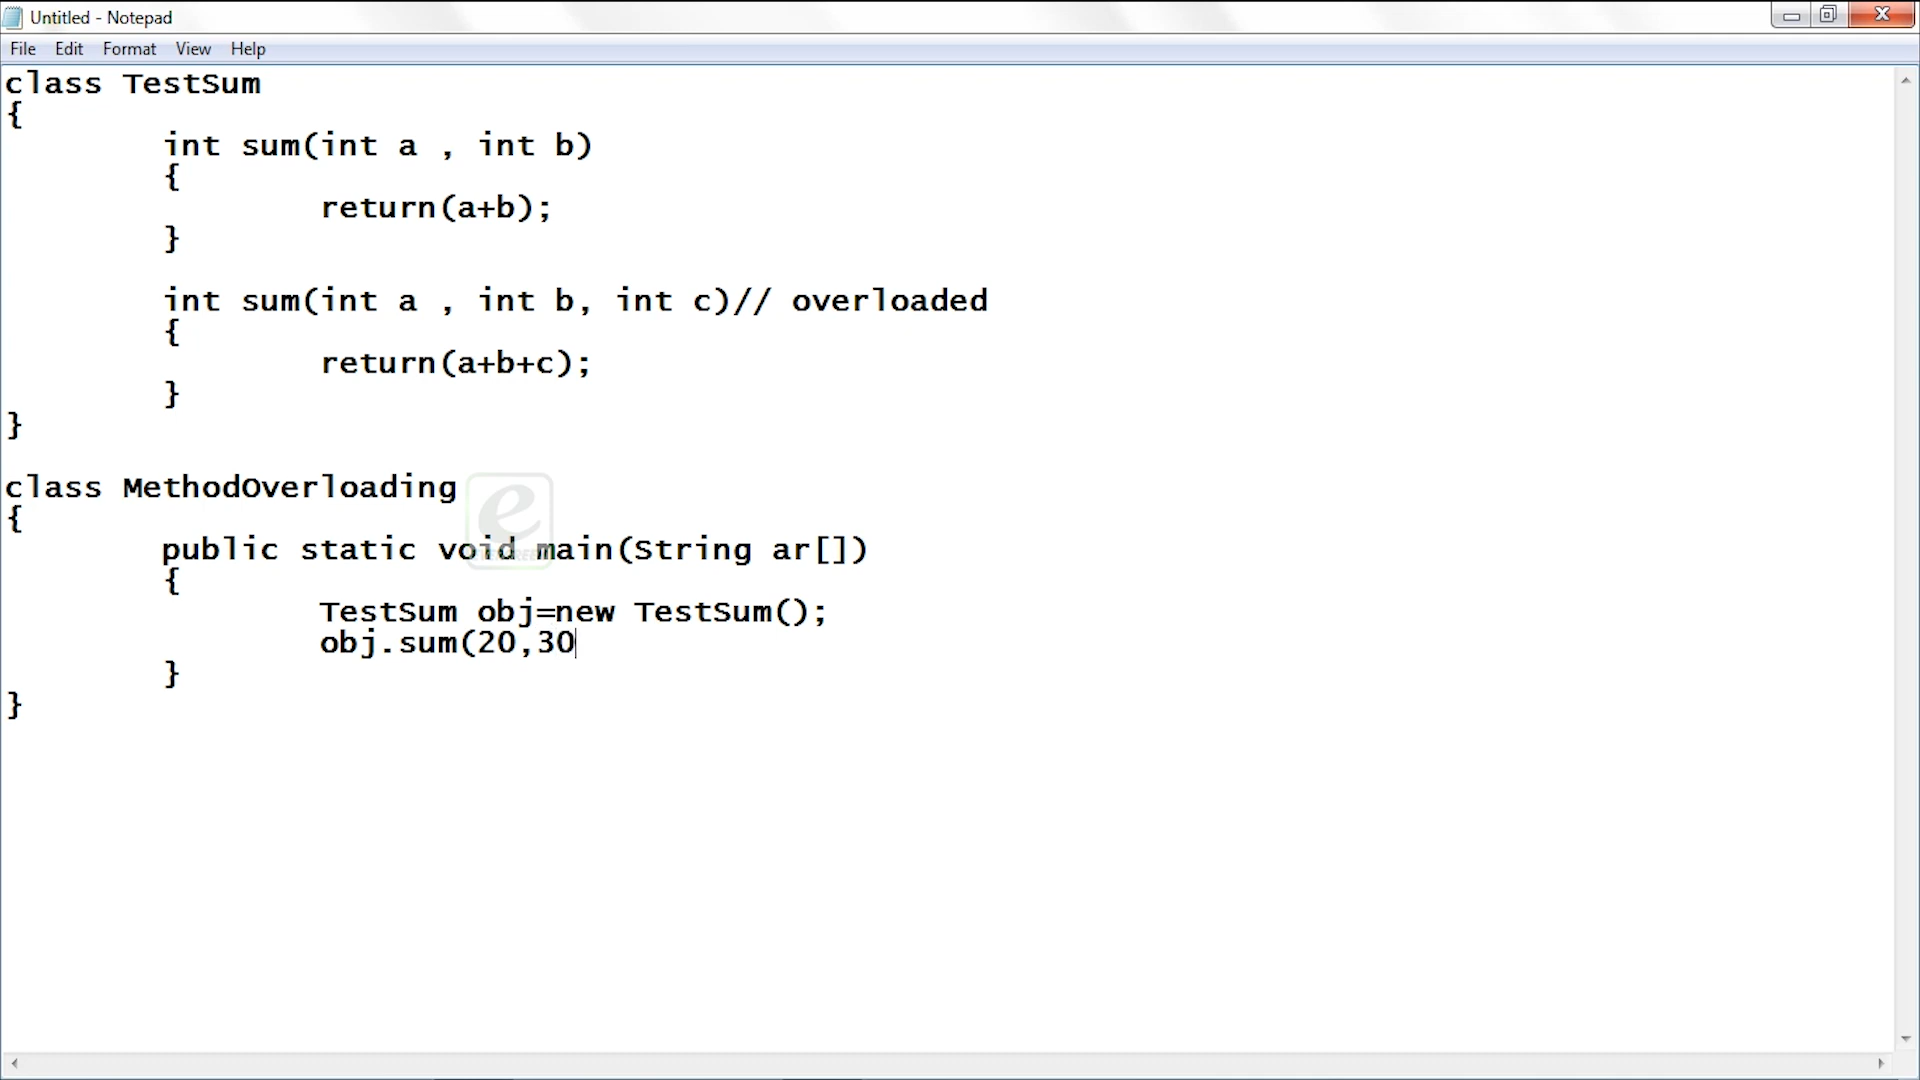 Untitled - Notepad
File Edit Format View Help
class TestSum
{
int sum(int a , int b)
{
return(a+b);
}
int sum(int a , int b, int c)// overloaded
{
return(a+b+c);
}
}
class MethodOverloading
{
public static void main(String ar[])
{
TestSum obj=new TestSum();
obj.sum(20,30
}
}